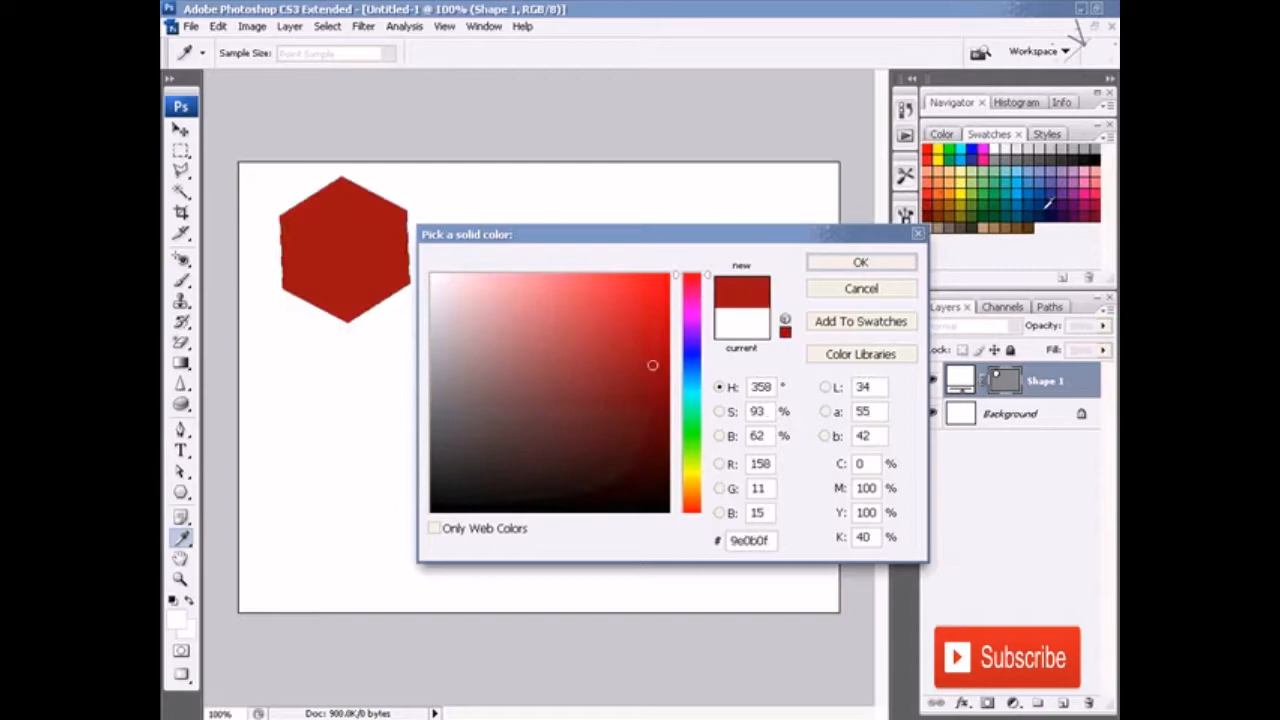 Adobe Photoshop CS3 Extended - [Untitled-1 @ 100% (Shape 1, RGB/8)]
File Edit Image Layer Select Filter Analysis View Window Help
Sample Size: Point Sample
Workspace
Ps
Navigator Histogram Info
Color Swatches Styles
Pick a solid color:
new
current
OK
Cancel
Add To Swatches
Color Libraries
H: 358 °
S: 93 %
B: 62 %
R: 158
G: 11
B: 15
# 9e0b0f
L: 34
a: 55
b: 42
C: 0 %
M: 100 %
Y: 100 %
K: 40 %
Only Web Colors
Layers Channels Paths
Normal Opacity:
Lock: Fill:
Shape 1
Background
T
Subscribe
100% Doc: 900.0K/0 bytes